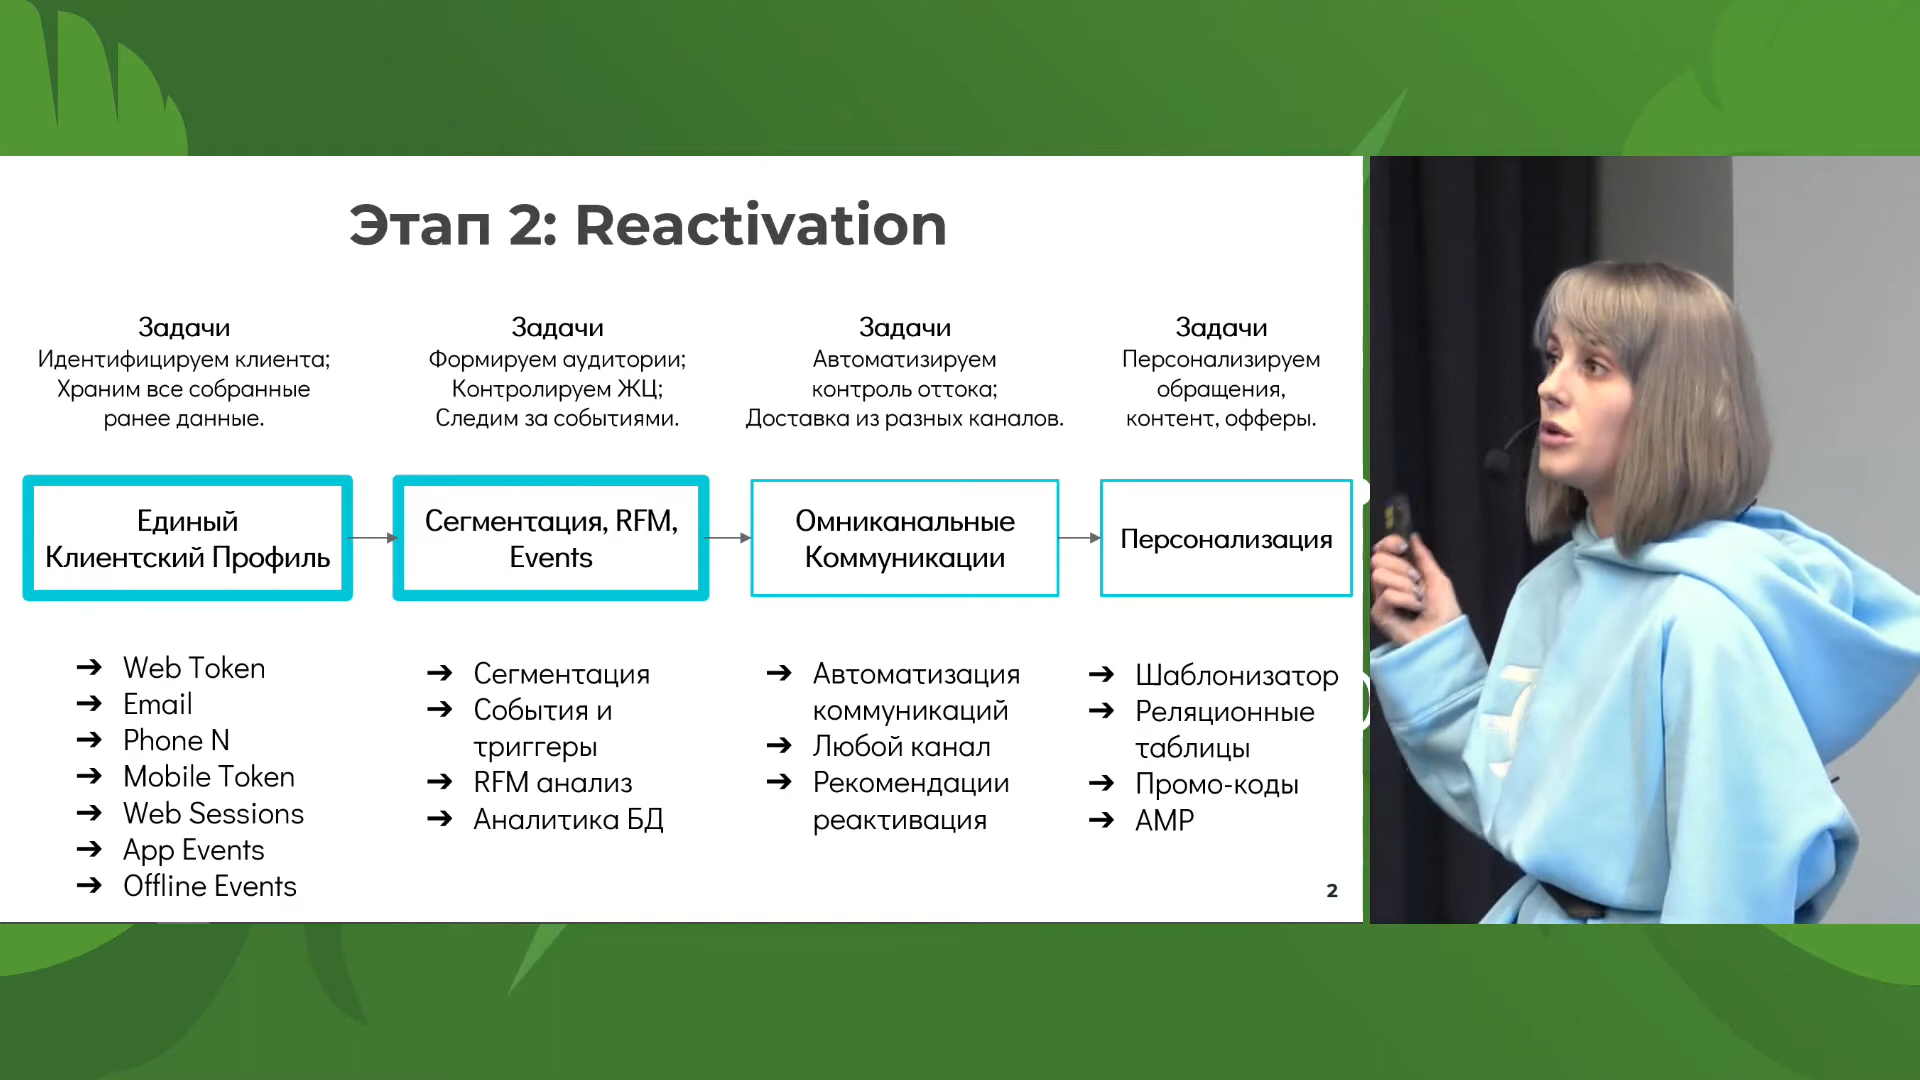 Этап 2: Reactivation
Задачи
Идентифицируем клиента;
Храним все собранные
ранее данные.
Задачи
Формируем аудитории;
Контролируем ЖЦ;
Следим за событиями.
Задачи
Автоматизируем
контроль оттока;
Доставка из разных каналов.
Задачи
Персонализируем
обращения,
контент, офферы.
Единый
Клиентский Профиль
Сегментация, RFM,
Events
Омниканальные
Коммуникации
Персонализация
➔ Web Token
➔ Email
➔ Phone N
➔ Mobile Token
➔ Web Sessions
➔ App Events
➔ Offline Events
➔ Сегментация
➔ События и
триггеры
➔ RFM анализ
➔ Аналитика БД
➔ Автоматизация
коммуникаций
➔ Любой канал
➔ Рекомендации
реактивация
➔ Шаблонизатор
➔ Реляционные
таблицы
➔ Промо-коды
➔ AMP
2